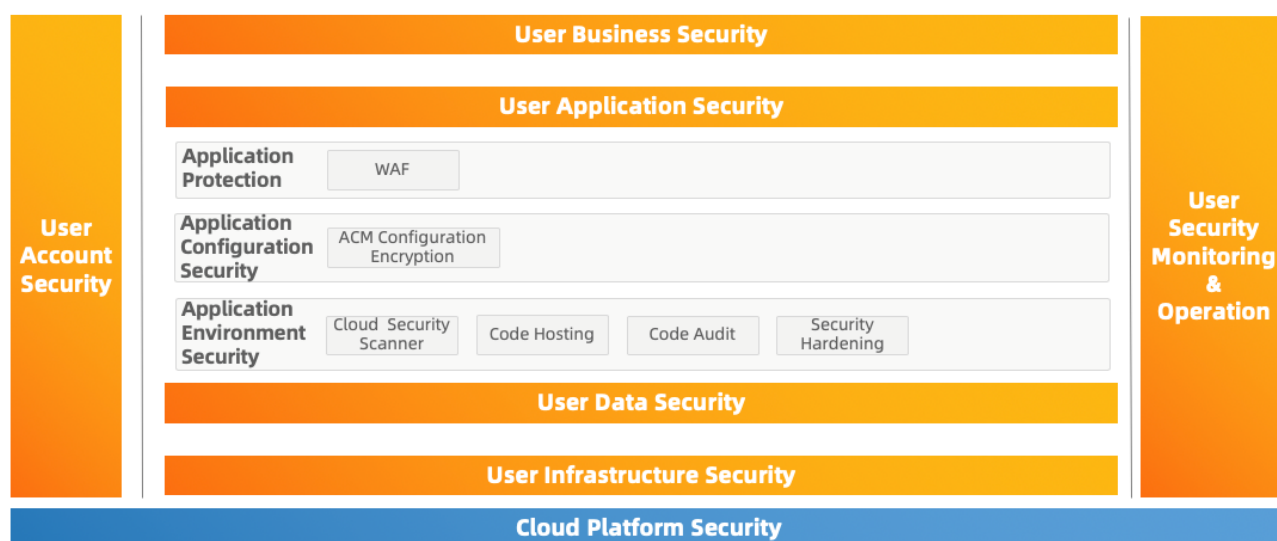 User Business Security
User Application Security
Application
Protection
WAF
Application
Configuration
Security
ACM Configuration
Encryption
Application
Environment
Security
Cloud Security
Scanner
Code Hosting
Code Audit
Security
Hardening
User Data Security
User Infrastructure Security
User
Account
Security
User
Security
Monitoring
&
Operation
Cloud Platform Security